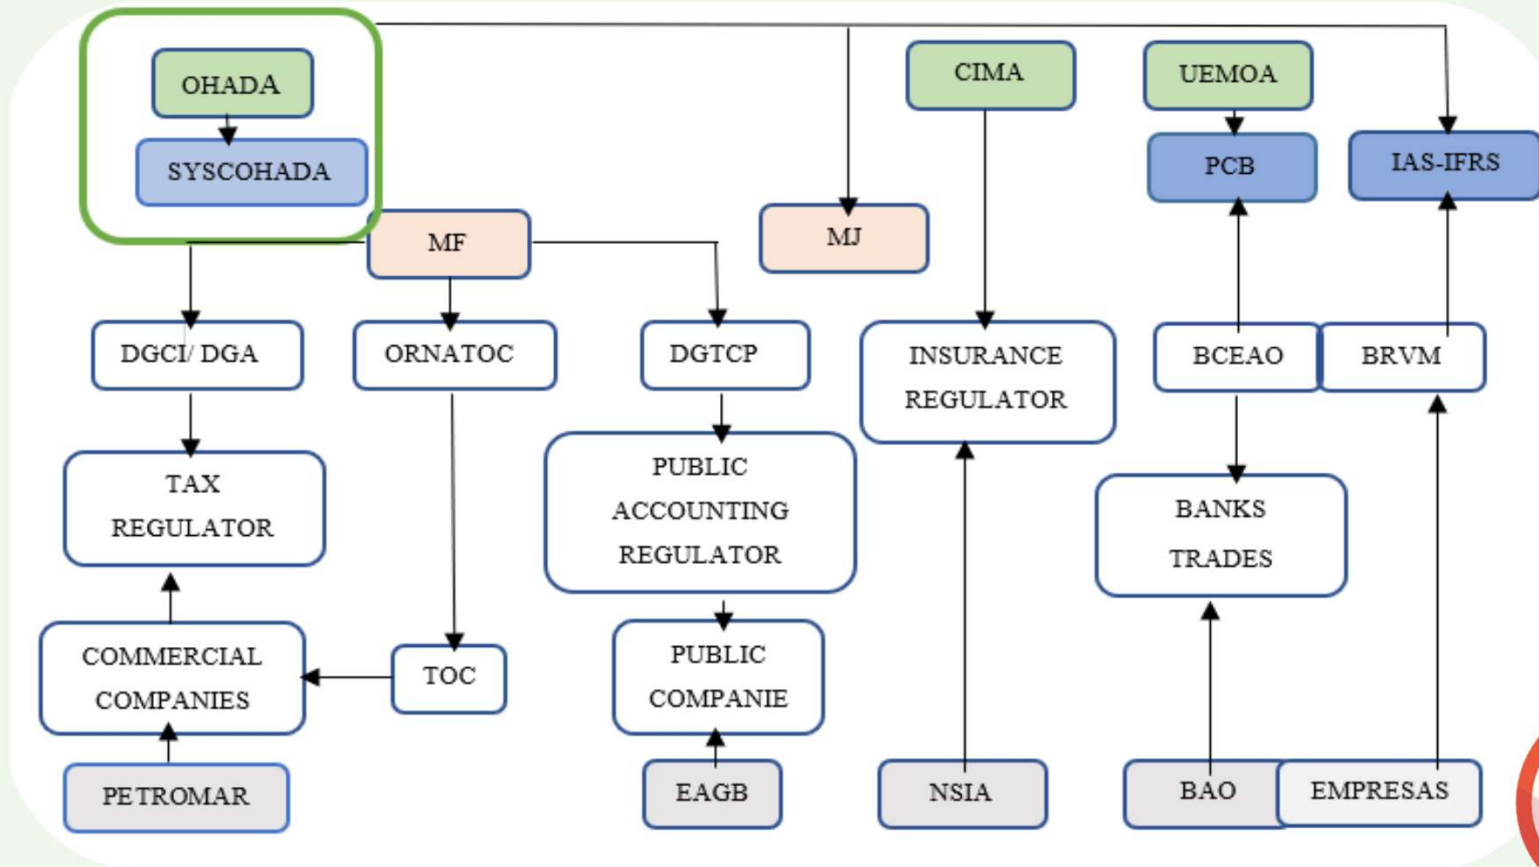 OHADA
CIMA
UEMOA
SYSCOHADA
PCB
IAS-IFRS
MF
MJ
DGCI/ DGA
ORNATOC
DGTCP
INSURANCE
REGULATOR
BCEAO
BRVM
TAX
REGULATOR
PUBLIC
ACCOUNTING
REGULATOR
BANKS
TRADES
COMMERCIAL
COMPANIES
TOC
PUBLIC
COMPANIE
PETROMAR
EAGB
NSIA
BAO
EMPRESAS